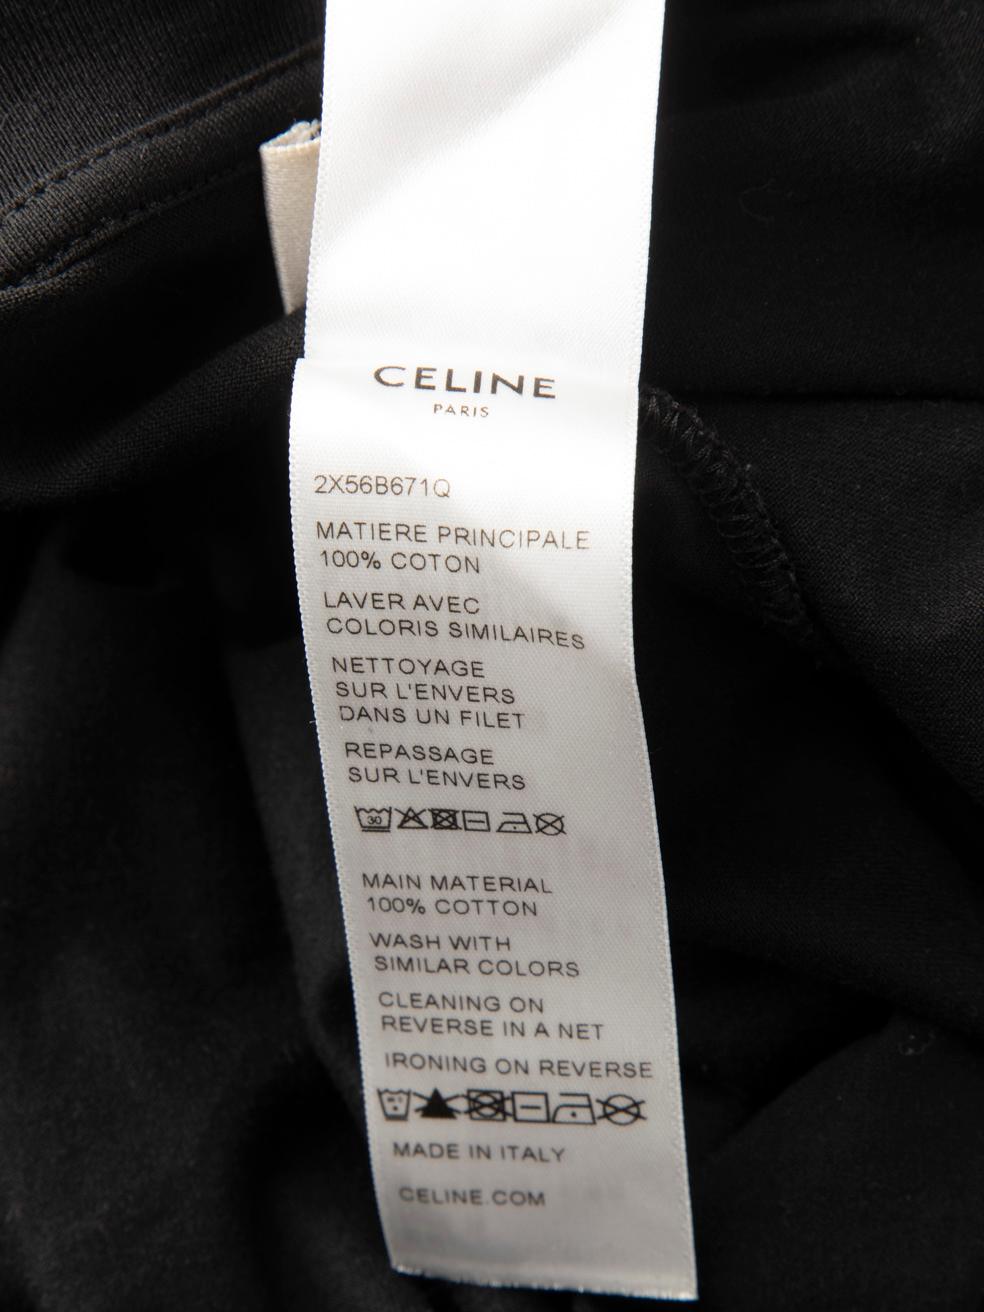 CELINE
PARIS
2X56B671Q
MATIERE PRINCIPALE
100% COTON
LAVER AVEC
COLORIS SIMILAIRES
NETTOYAGE
SUR L'ENVERS
DANS UN FILET
REPASSAGE
SUR L'ENVERS
30
MAIN MATERIAL
100% COTTON
WASH WITH
SIMILAR COLORS
CLEANING ON
REVERSE IN A NET
IRONING ON REVERSE
MADE IN ITALY
CELINE.COM